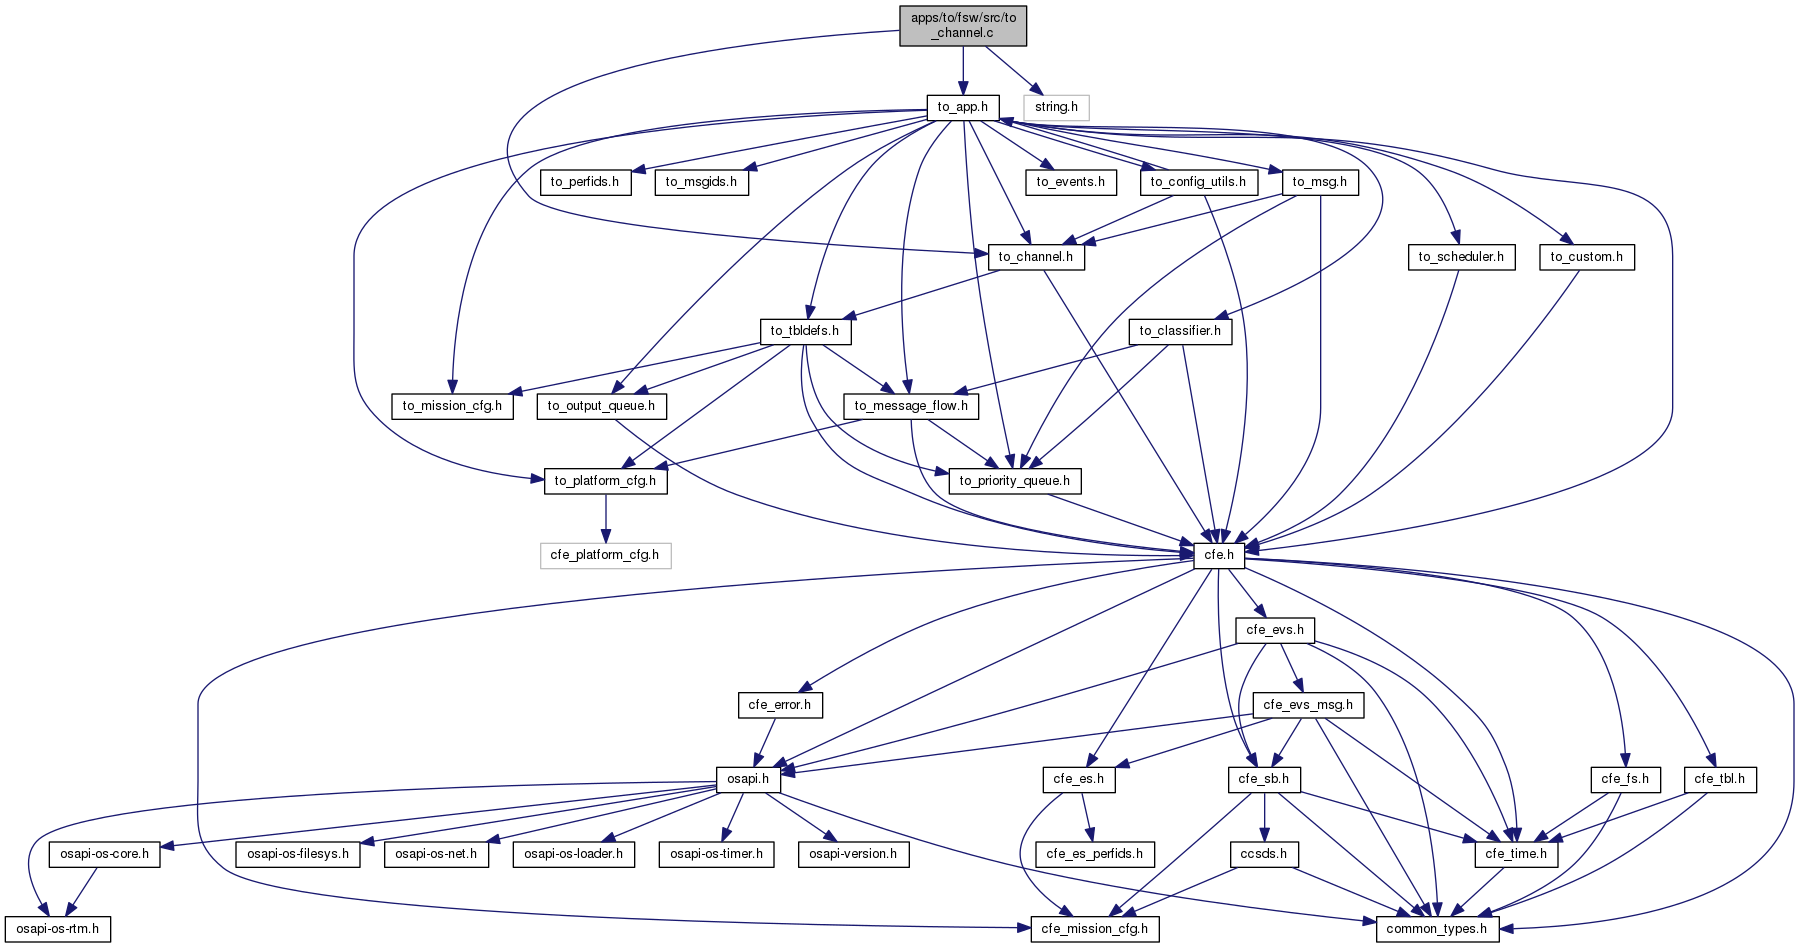 apps/to/fsw/src/to
_channel.c
to_app.h
string.h
to_perfids.h
to_msgids.h
to_events.h
to_config_utils.h
to_msg.h
to_channel.h
to_scheduler.h
to_custom.h
to_tbldefs.h
to_classifier.h
to_mission_cfg.h
to_output_queue.h
to_message_flow.h
to_platform_cfg.h
to_priority_queue.h
cfe_platform_cfg.h
cfe.h
cfe_evs.h
cfe_error.h
cfe_evs_msg.h
osapi.h
cfe_es.h
cfe_sb.h
cfe_fs.h
cfe_tbl.h
osapi-os-core.h
osapi-os-filesys.h
osapi-os-net.h
osapi-os-loader.h
osapi-os-timer.h
osapi-version.h
cfe_es_perfids.h
ccsds.h
cfe_time.h
osapi-os-rtm.h
cfe_mission_cfg.h
common_types.h